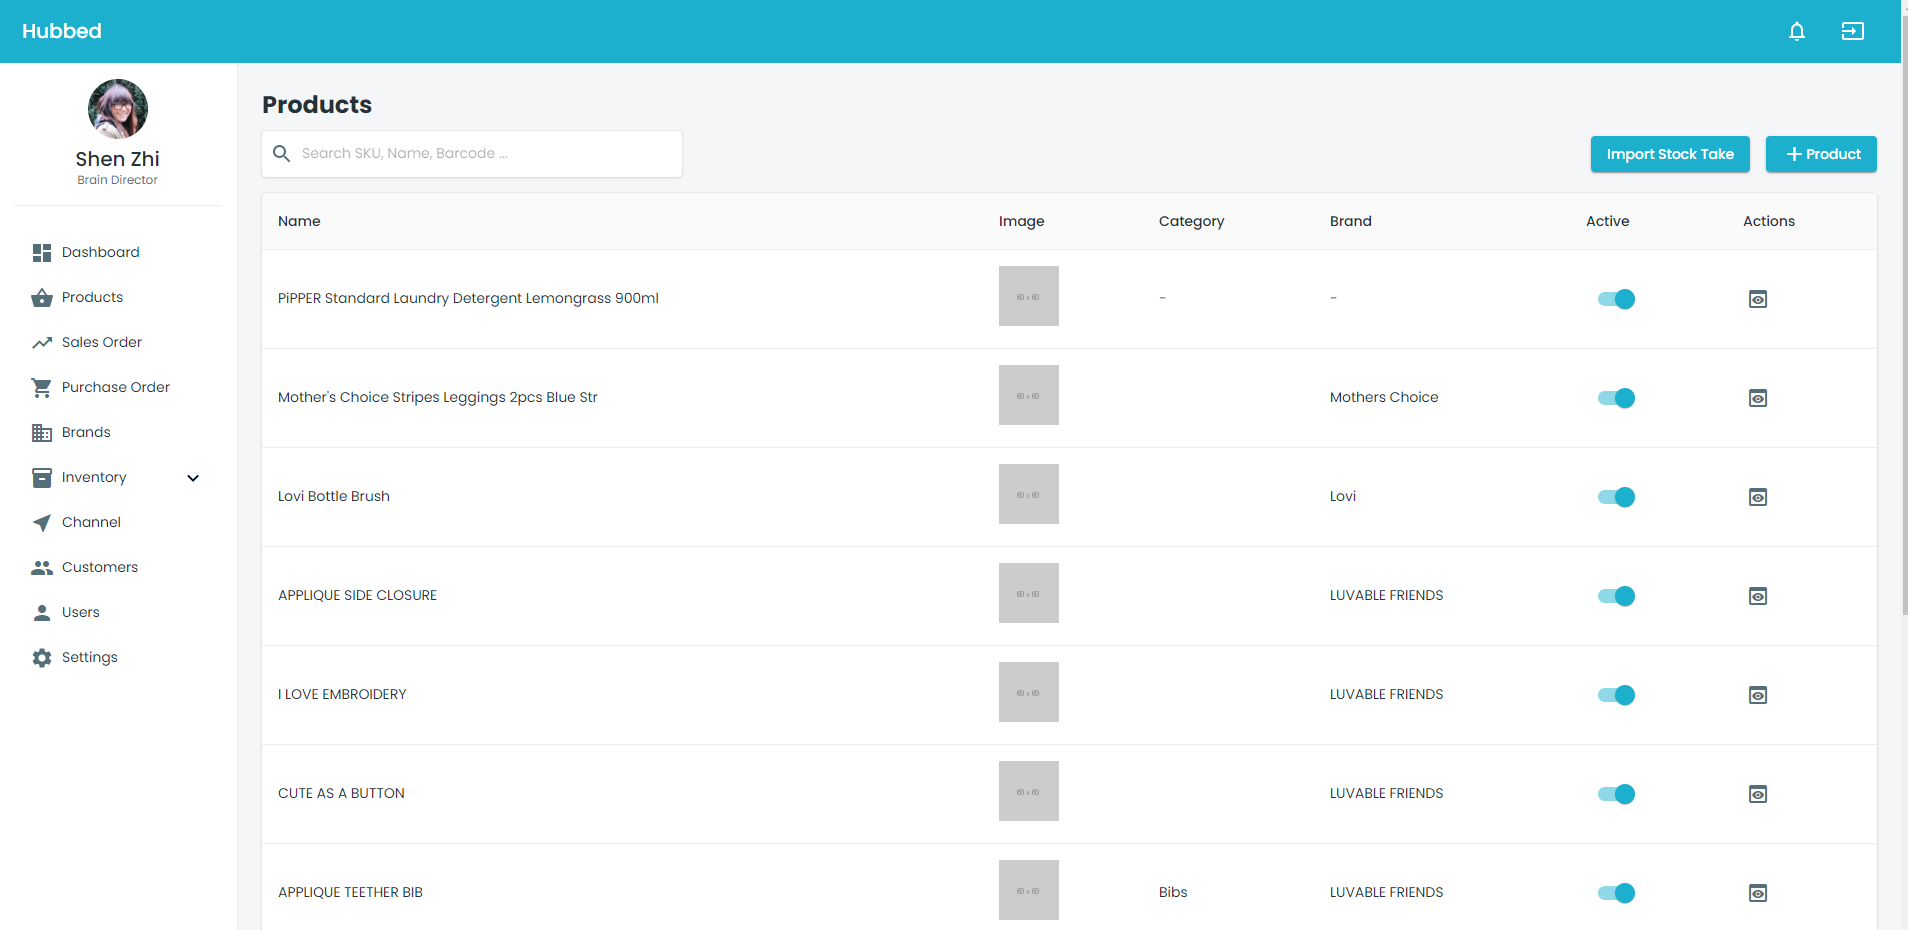 Hubbed
Shen Zhi
Brain Director
Dashboard
Products
Sales Order
Purchase Order
Brands
Inventory
Channel
Customers
Users
Settings
Products
Search SKU, Name, Barcode ...
Import Stock Take
+ Product
Name Image Category Brand Active Actions
PiPPER Standard Laundry Detergent Lemongrass 900ml 60 x 60 - -
Mother's Choice Stripes Leggings 2pcs Blue Str 60 x 60 Mothers Choice
Lovi Bottle Brush 60 x 60 Lovi
APPLIQUE SIDE CLOSURE 60 x 60 LUVABLE FRIENDS
I LOVE EMBROIDERY 60 x 60 LUVABLE FRIENDS
CUTE AS A BUTTON 60 x 60 LUVABLE FRIENDS
APPLIQUE TEETHER BIB 60 x 60 Bibs LUVABLE FRIENDS